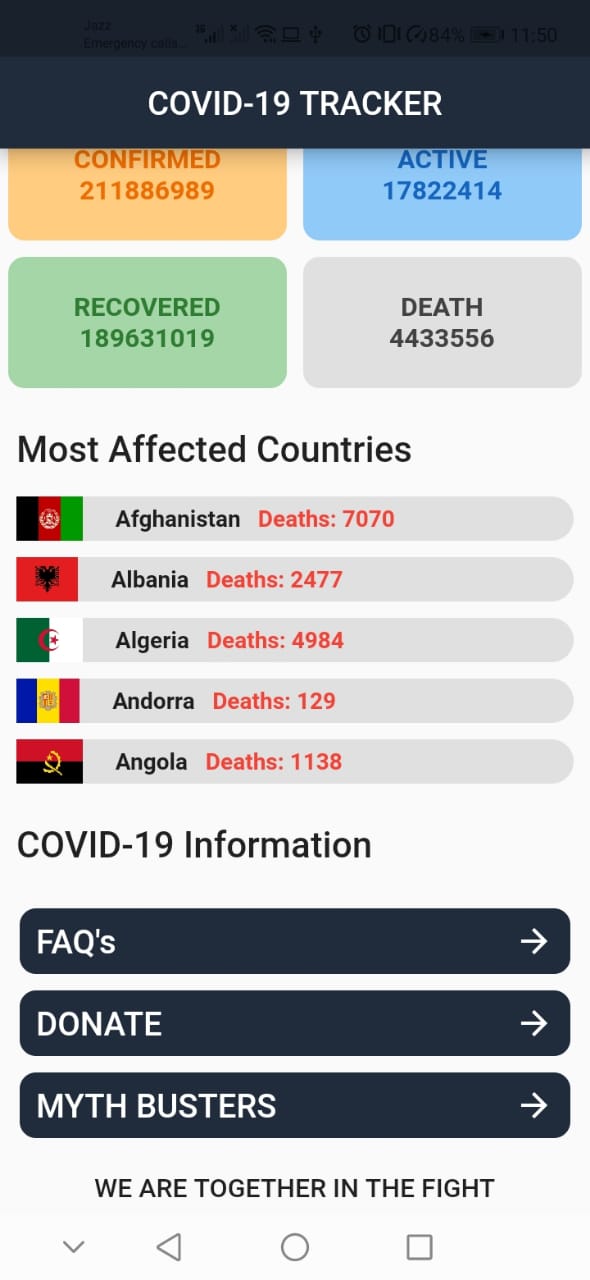 Jazz
Emergency calls...
3G
84%
11:50
COVID-19 TRACKER
CONFIRMED
211886989
ACTIVE
17822414
RECOVERED
189631019
DEATH
4433556
Most Affected Countries
Afghanistan Deaths: 7070
Albania Deaths: 2477
Algeria Deaths: 4984
Andorra Deaths: 129
Angola Deaths: 1138
COVID-19 Information
FAQ's
DONATE
MYTH BUSTERS
WE ARE TOGETHER IN THE FIGHT